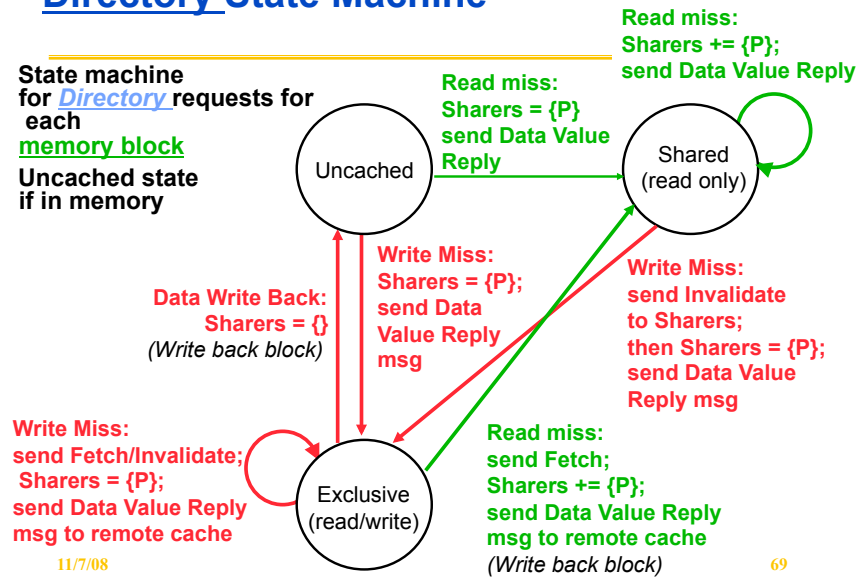 Directory State Machine
State machine
for Directory requests for
each
memory block
Uncached state
if in memory
Read miss:
Sharers = {P}
send Data Value
Reply
Read miss:
Sharers += {P};
send Data Value Reply
Uncached
Shared
(read only)
Data Write Back:
Sharers = {}
(Write back block)
Write Miss:
Sharers = {P};
send Data
Value Reply
msg
Write Miss:
send Invalidate
to Sharers;
then Sharers = {P};
send Data Value
Reply msg
Write Miss:
send Fetch/Invalidate;
Sharers = {P};
send Data Value Reply
msg to remote cache
Exclusive
(read/write)
Read miss:
send Fetch;
Sharers += {P};
send Data Value Reply
msg to remote cache
(Write back block)
11/7/08
69